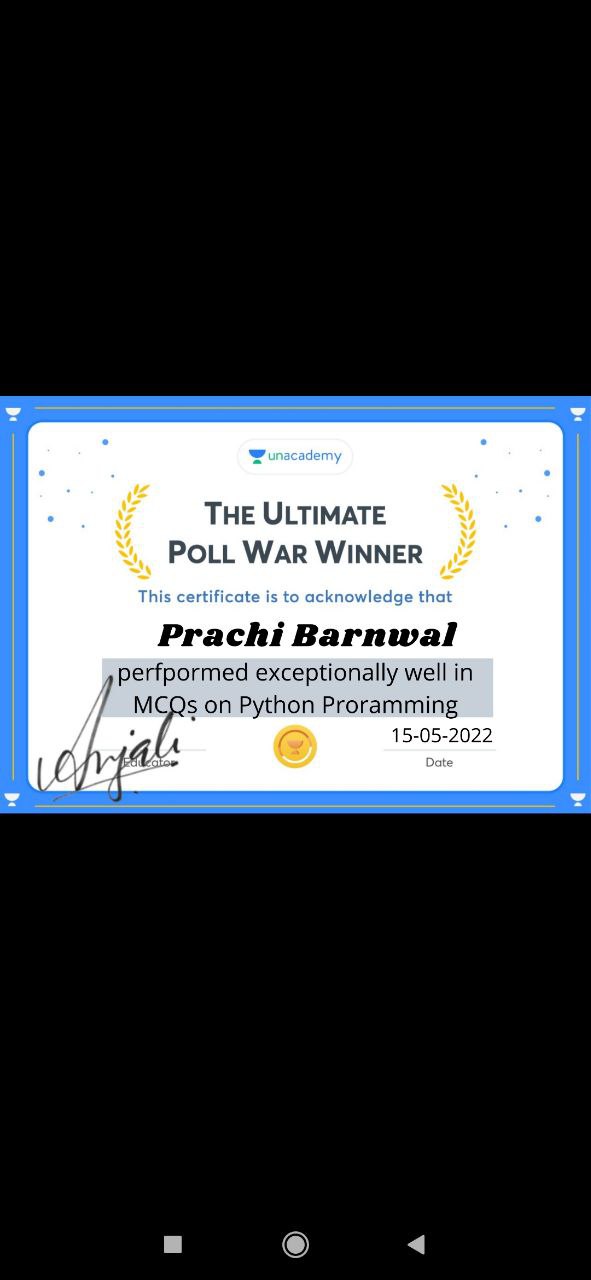 unacademy
THE ULTIMATE
POLL WAR WINNER
This certificate is to acknowledge that
Prachi Barnwal
perfpormed exceptionally well in
MCQs on Python Proramming
Anjali
15-05-2022
Educator
Date